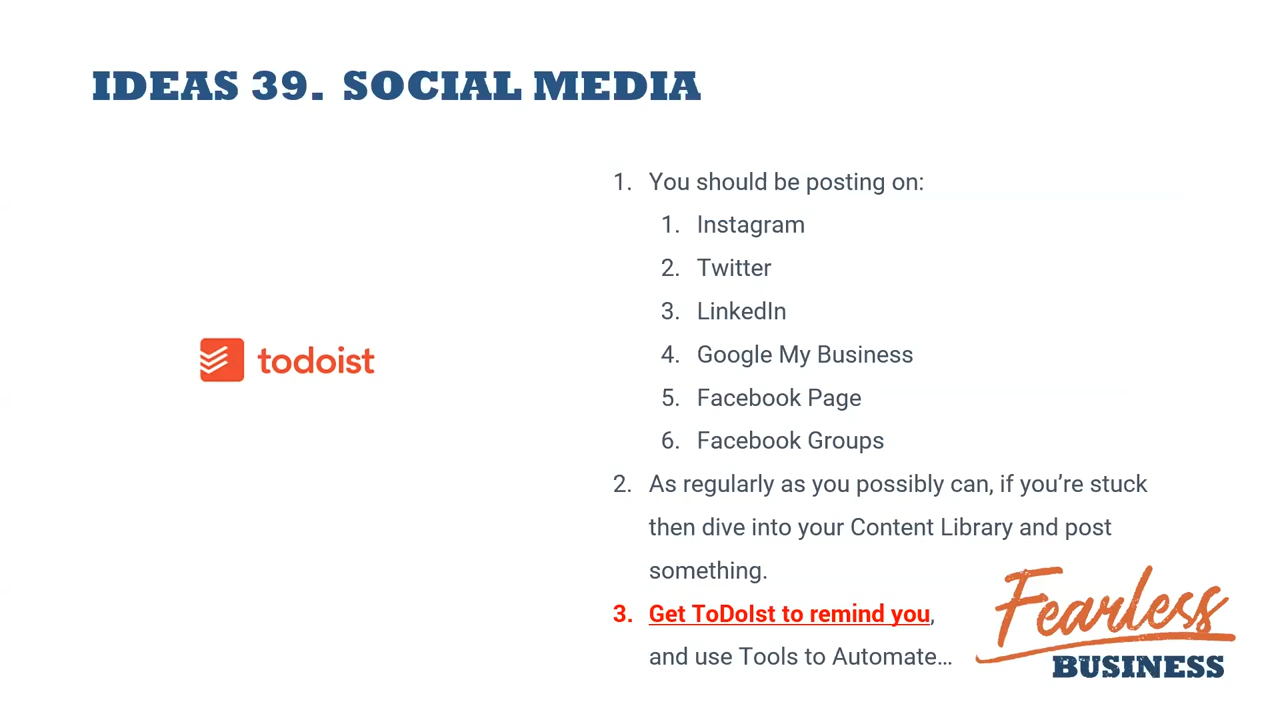 IDEAS 39. SOCIAL MEDIA
todoist
1. You should be posting on:
1. Instagram
2. Twitter
3. LinkedIn
4. Google My Business
5. Facebook Page
6. Facebook Groups
2. As regularly as you possibly can, if you’re stuck
then dive into your Content Library and post
something.
3. Get ToDoIst to remind you,
and use Tools to Automate…
Fearless
BUSINESS